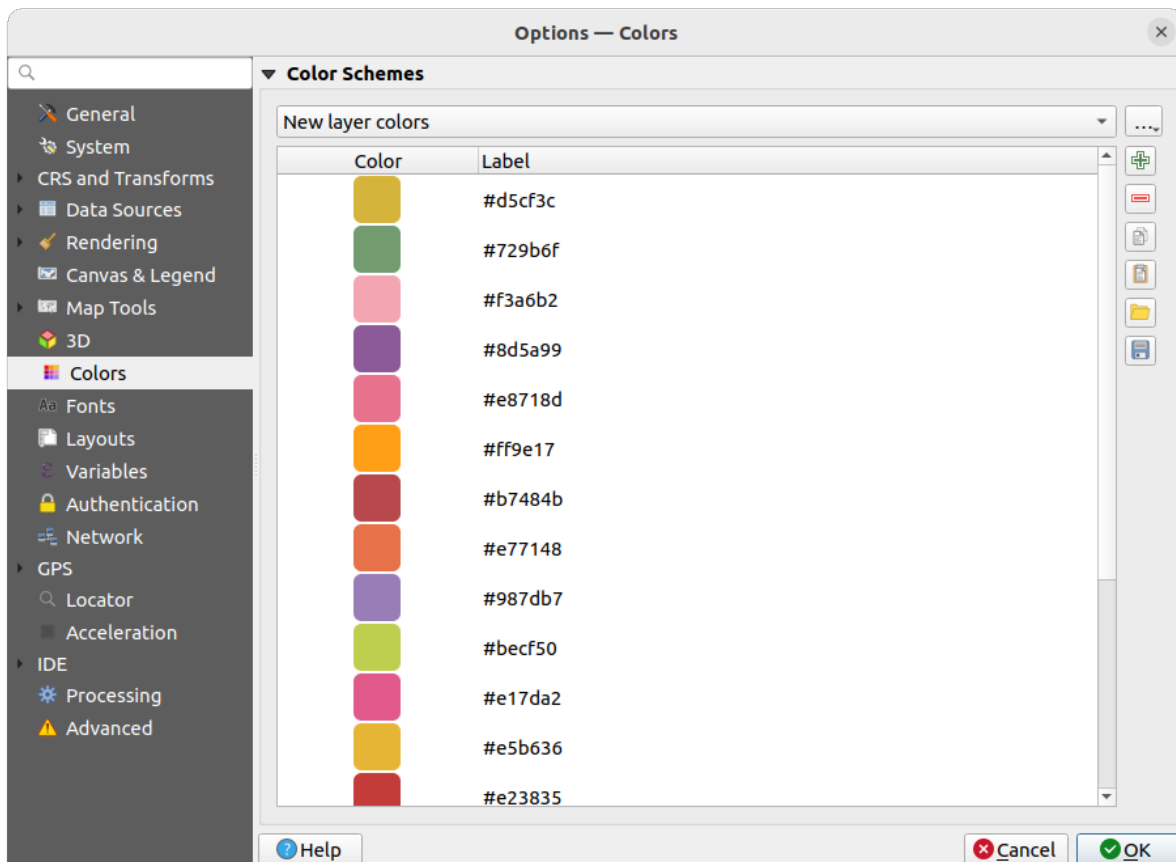 Options — Colors
General
System
CRS and Transforms
Data Sources
Rendering
Canvas & Legend
Map Tools
3D
Colors
Aa Fonts
Layouts
ε Variables
Authentication
Network
GPS
Locator
Acceleration
IDE
Processing
Advanced
Color Schemes
New layer colors
...
Color Label
#d5cf3c
#729b6f
#f3a6b2
#8d5a99
#e8718d
#ff9e17
#b7484b
#e77148
#987db7
#becf50
#e17da2
#e5b636
#e23835
Help
Cancel
OK